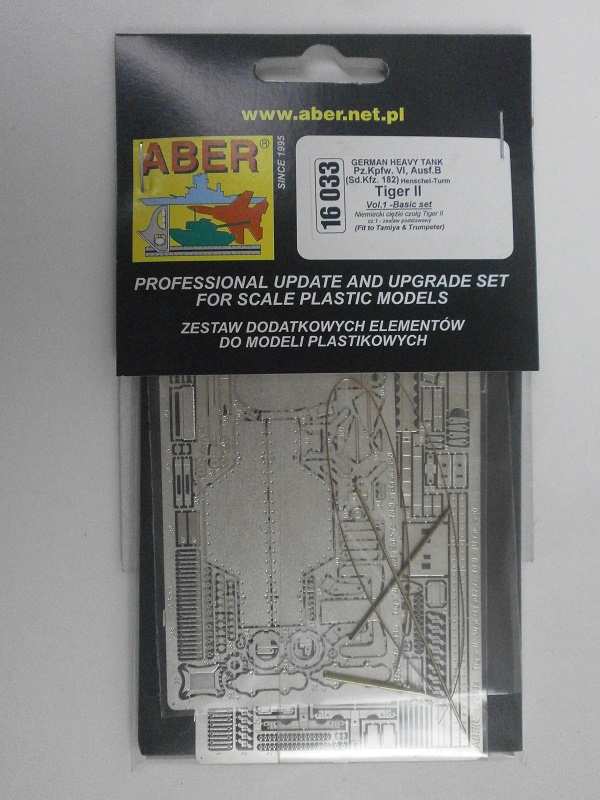 www.aber.net.pl
ABER®
SINCE 1995
16 033
GERMAN HEAVY TANK
Pz.Kpfw. VI, Ausf.B
(Sd.Kfz. 182) Henschel-Turm
Tiger II
Vol.1 -Basic set
Niemiecki ciężki czołg Tiger II
cz.1 - zestaw podstawowy
(Fit to Tamiya & Trumpeter)
PROFESSIONAL UPDATE AND UPGRADE SET
FOR SCALE PLASTIC MODELS
ZESTAW DODATKOWYCH ELEMENTÓW
DO MODELI PLASTIKOWYCH
ABER